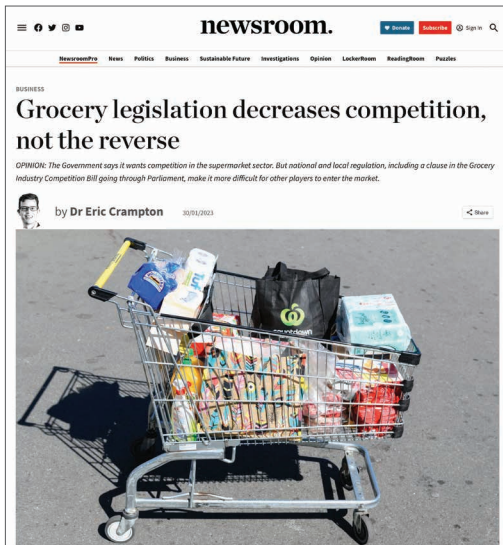 newsroom.
Donate
Subscribe
Sign In
NewsroomPro News Politics Business Sustainable Future Investigations Opinion LockerRoom ReadingRoom Puzzles
BUSINESS
Grocery legislation decreases competition,
not the reverse
OPINION: The Government says it wants competition in the supermarket sector. But national and local regulation, including a clause in the Grocery
Industry Competition Bill going through Parliament, make it more difficult for other players to enter the market.
by Dr Eric Crampton 30/01/2023
Share
countdown